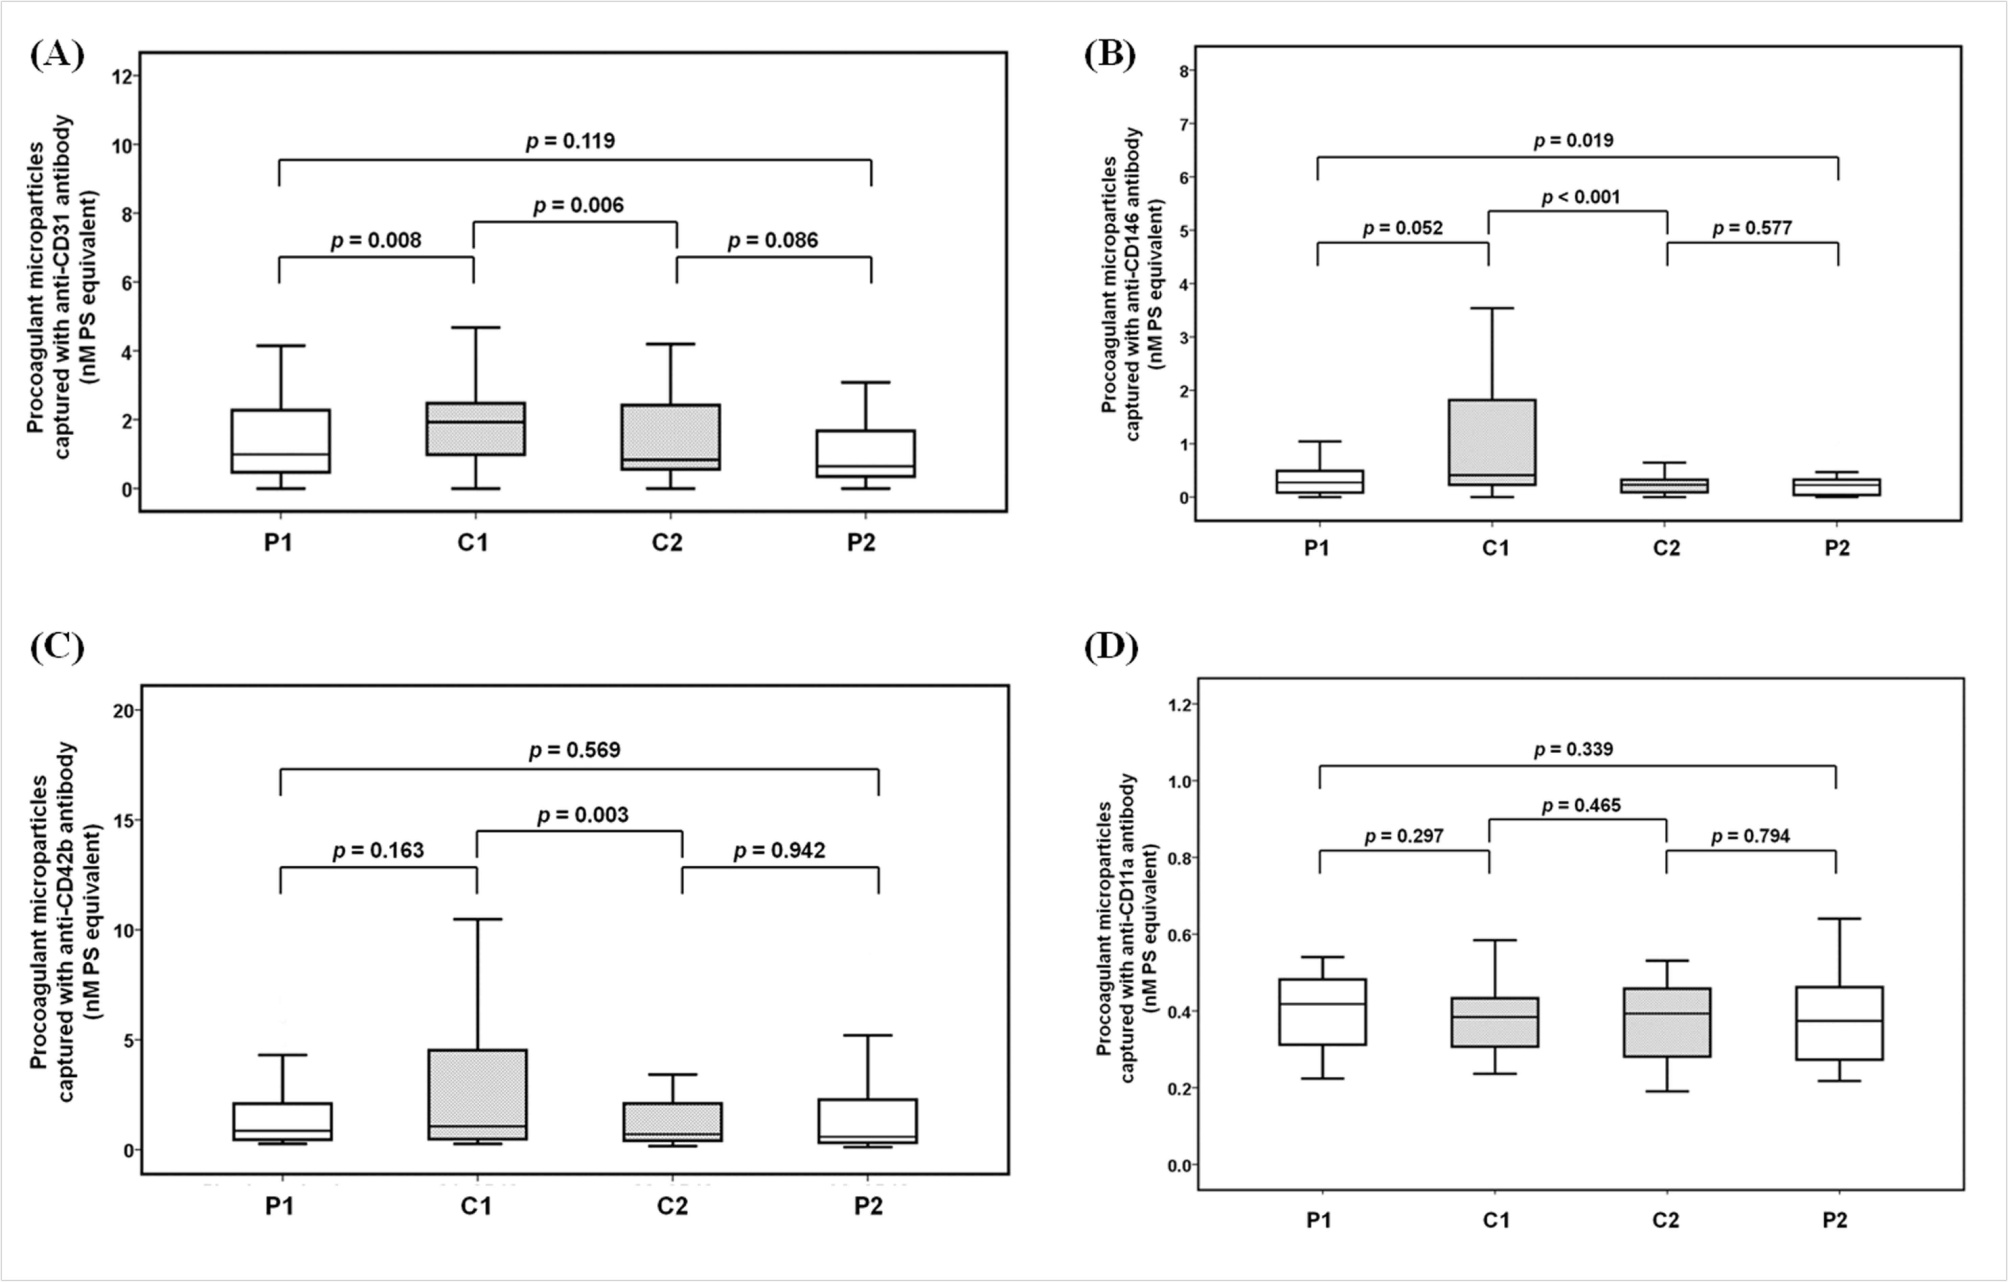 (A)
Procoagulant microparticles
captured with anti-CD31 antibody
(nM PS equivalent)
12
10
8
6
4
2
0
p = 0.119
p = 0.006
p = 0.008
p = 0.086
P1
C1
C2
P2
(B)
Procoagulant microparticles
captured with anti-CD146 antibody
(nM PS equivalent)
8
7
6
5
4
3
2
1
0
p = 0.019
p < 0.001
p = 0.052
p = 0.577
P1
C1
C2
P2
(C)
Procoagulant microparticles
captured with anti-CD42b antibody
(nM PS equivalent)
20
15
10
5
0
p = 0.569
p = 0.003
p = 0.163
p = 0.942
P1
C1
C2
P2
(D)
Procoagulant microparticles
captured with anti-CD11a antibody
(nM PS equivalent)
1.2
1.0
0.8
0.6
0.4
0.2
0.0
p = 0.339
p = 0.465
p = 0.297
p = 0.794
P1
C1
C2
P2